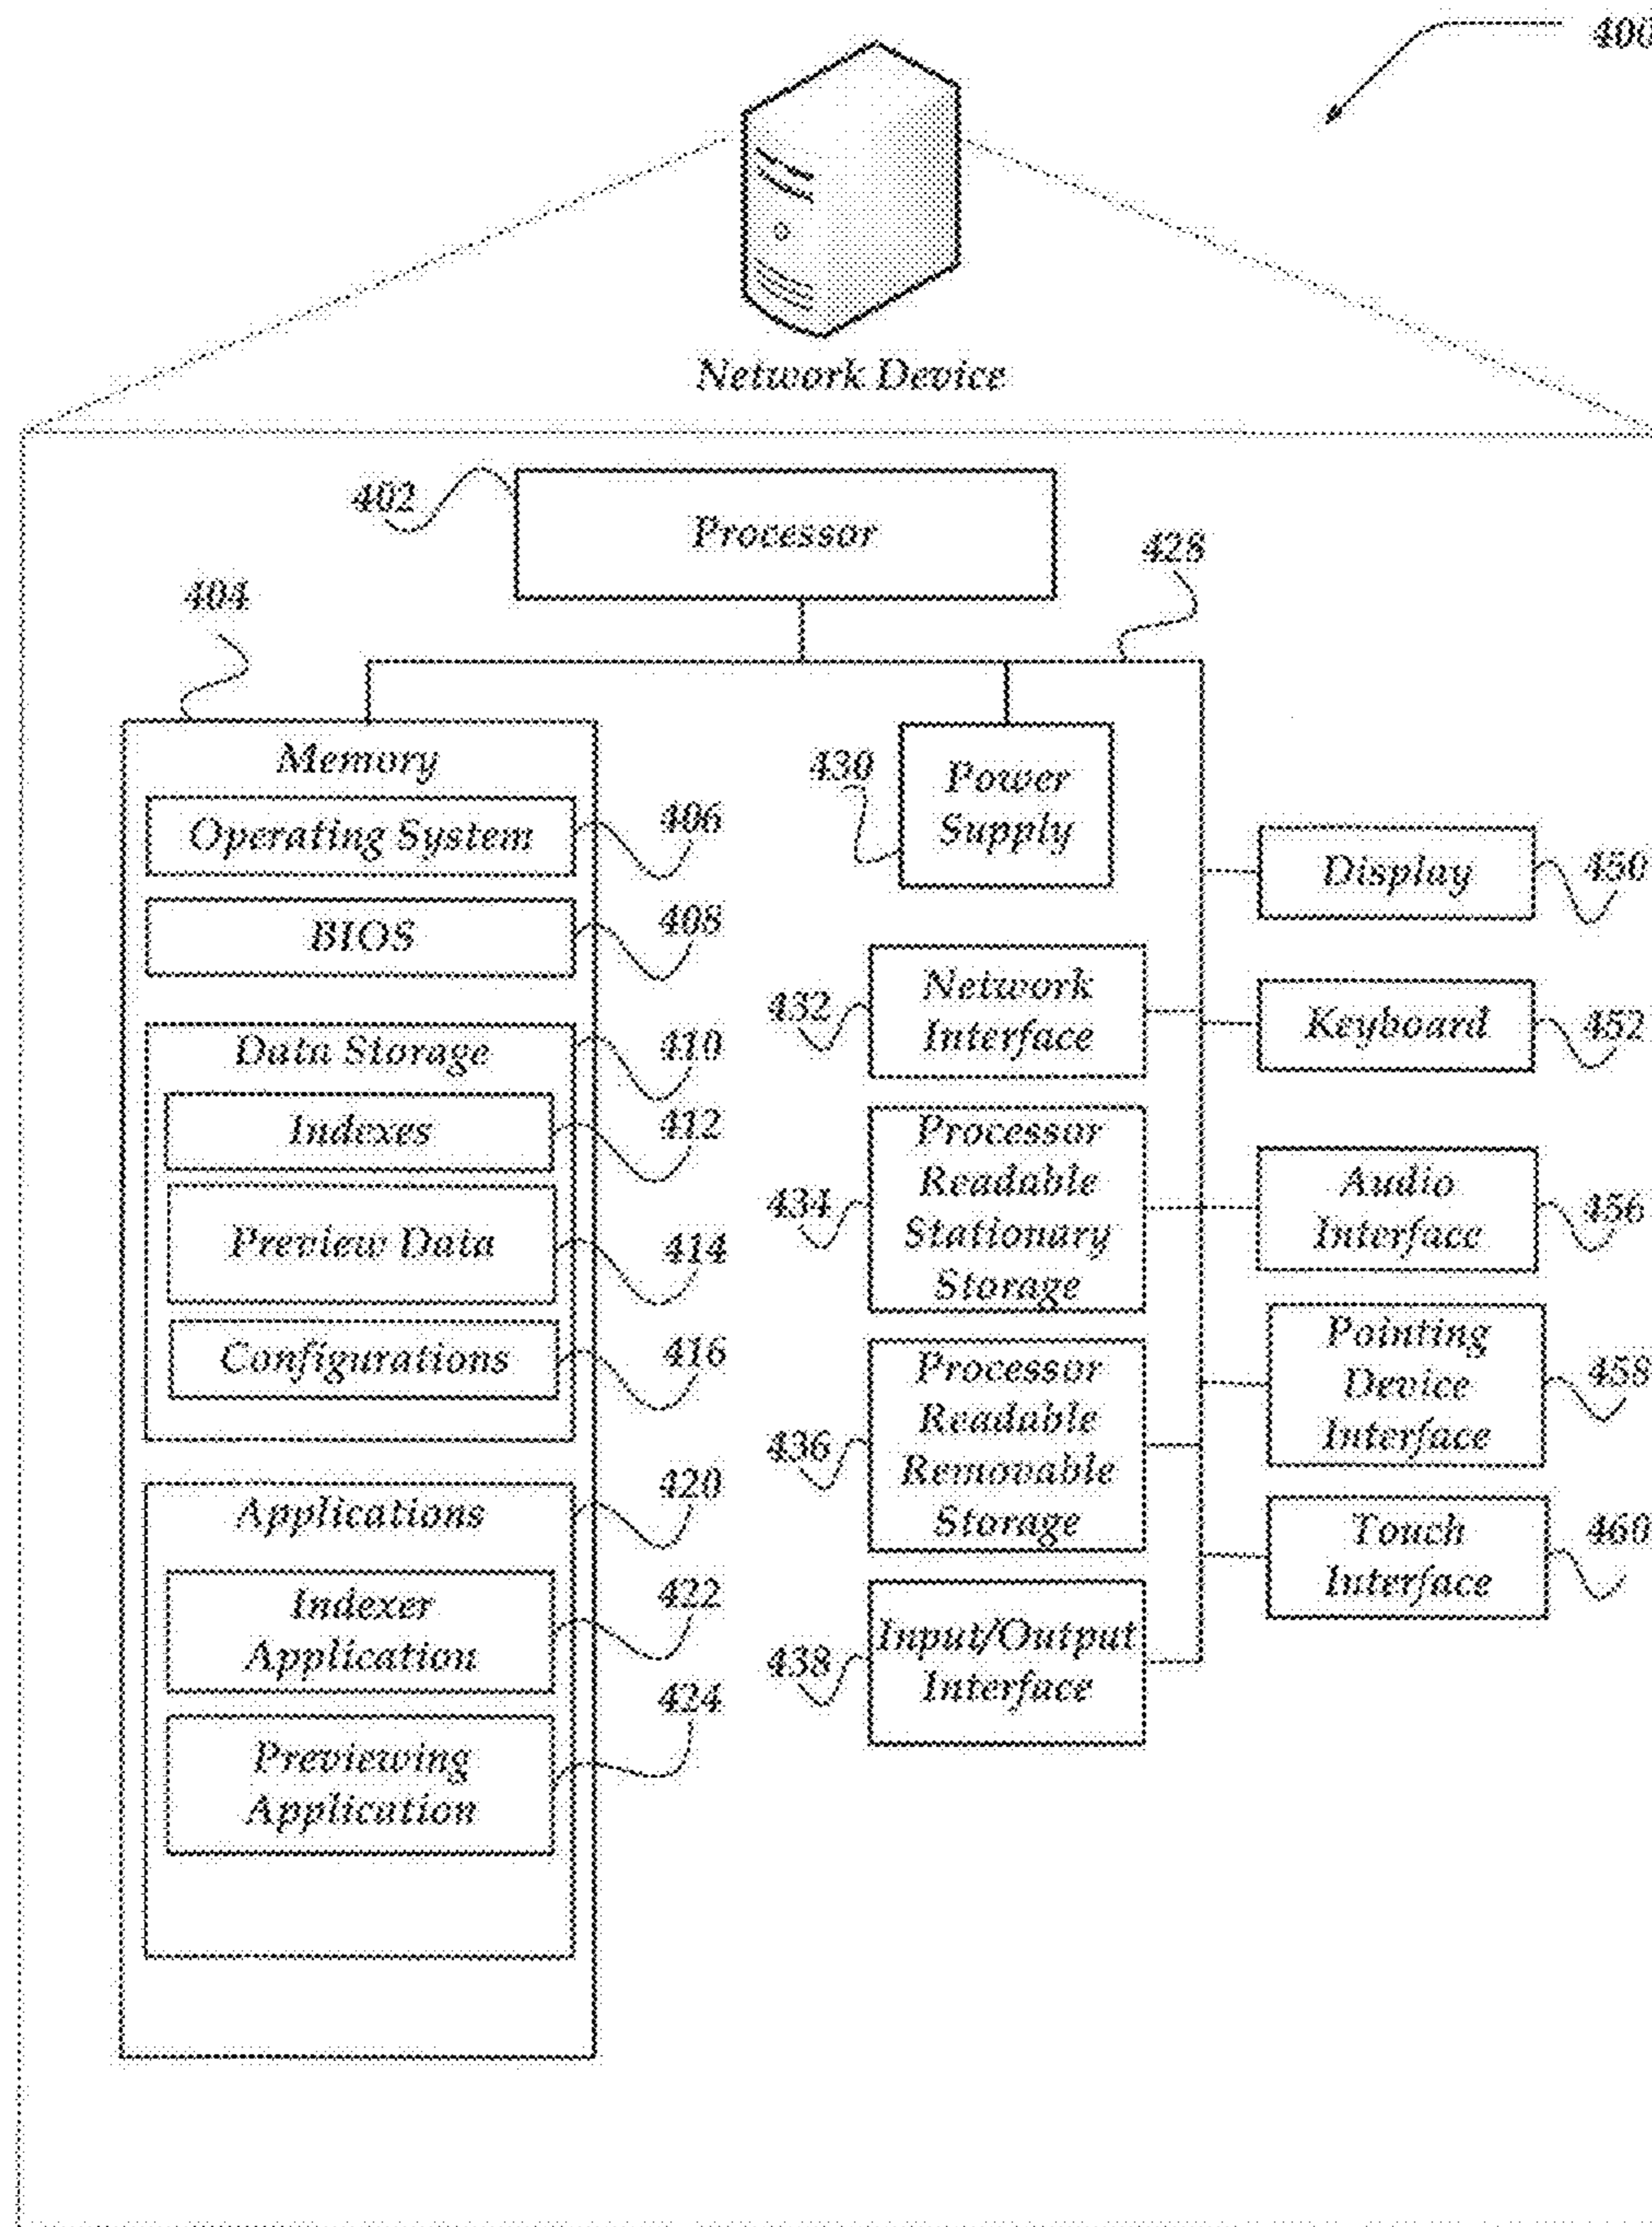 400
Network Device
402
Processor
428
404
Memory
Operating System
406
BIOS
408
Data Storage
410
Indexes
412
Preview Data
414
Configurations
416
Applications
420
Indexer
Application
422
Previewing
Application
424
430
Power
Supply
432
Network
Interface
434
Processor
Readable
Stationary
Storage
436
Processor
Readable
Removable
Storage
438
Input/Output
Interface
Display
450
Keyboard
452
Audio
Interface
456
Pointing
Device
Interface
458
Touch
Interface
460